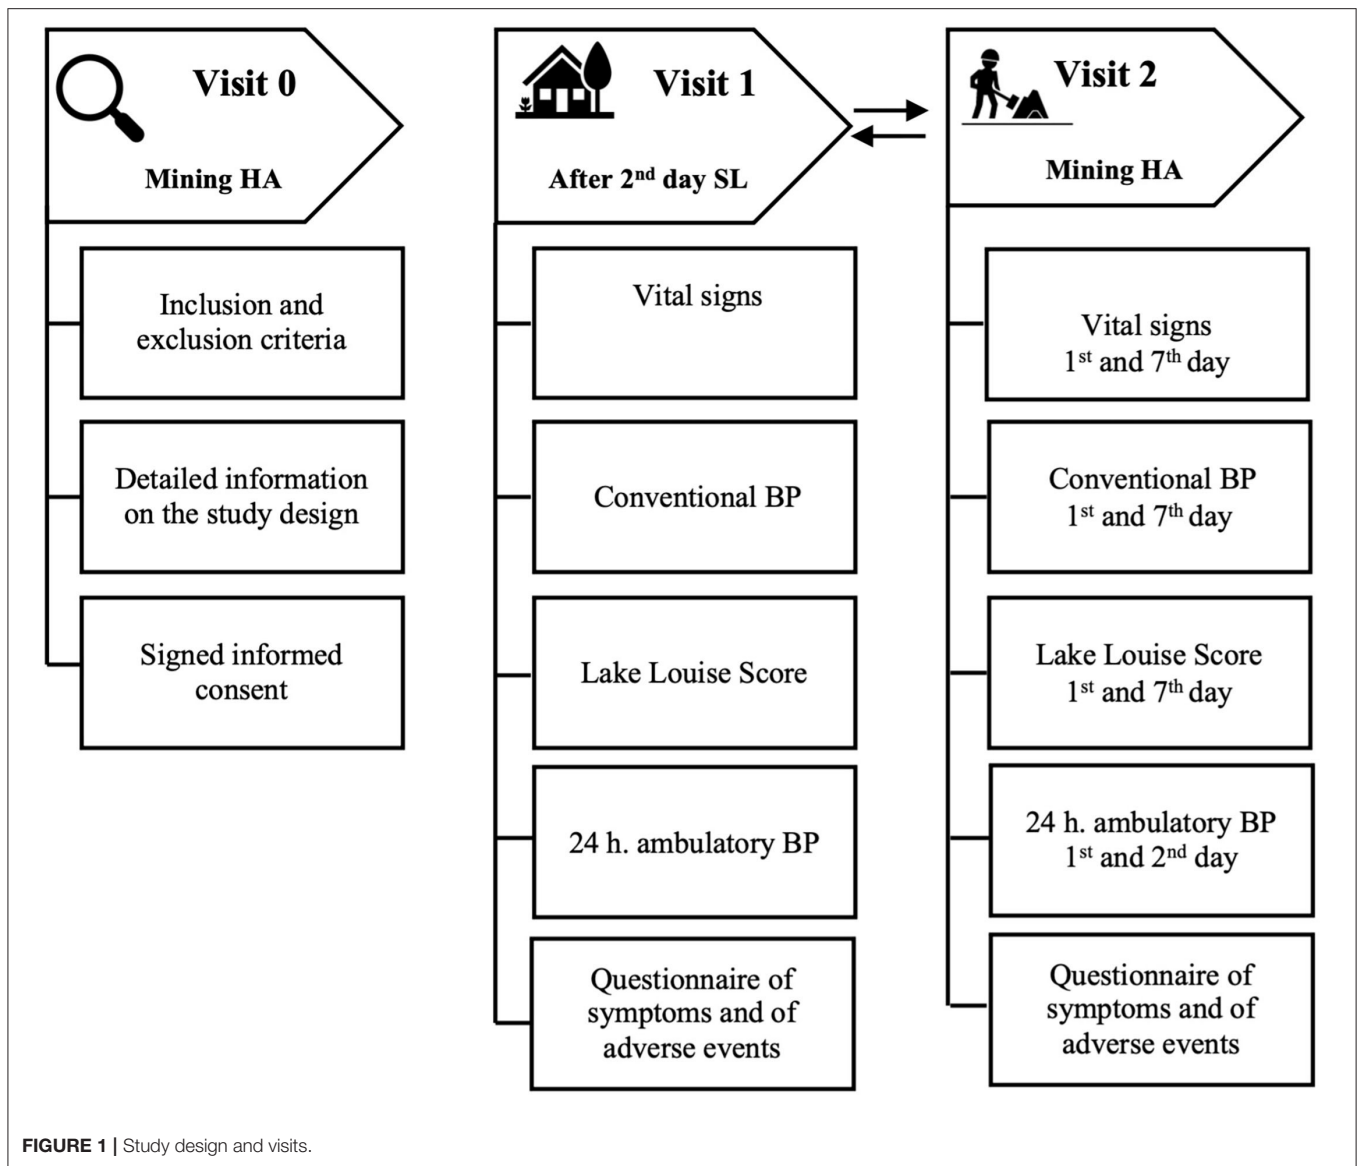 Visit 0
Mining HA
Inclusion and
exclusion criteria
Detailed information
on the study design
Signed informed
consent
Visit 1
After 2nd day SL
Vital signs
Conventional BP
Lake Louise Score
24 h. ambulatory BP
Questionnaire of
symptoms and of
adverse events
Visit 2
Mining HA
Vital signs
1st and 7th day
Conventional BP
1st and 7th day
Lake Louise Score
1st and 7th day
24 h. ambulatory BP
1st and 2nd day
Questionnaire of
symptoms and of
adverse events
FIGURE 1 | Study design and visits.